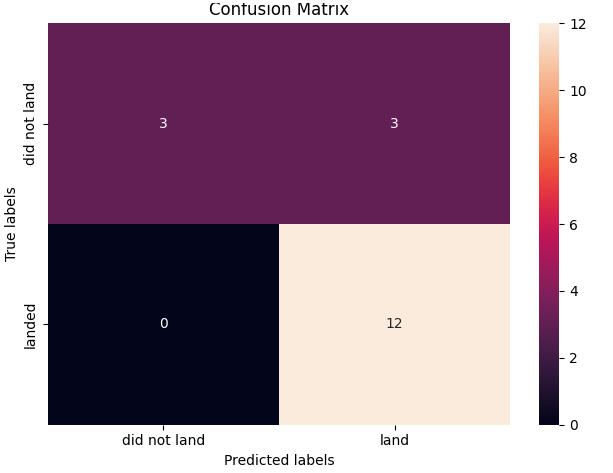 Confusion Matrix
True labels
did not land
landed
3
3
0
12
did not land
land
Predicted labels
12
10
8
6
4
2
0